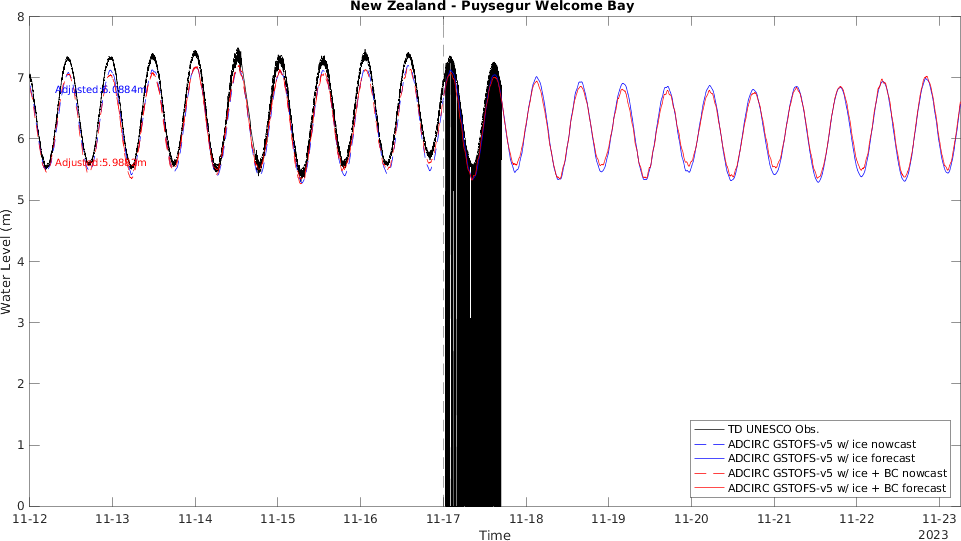 New Zealand - Puysegur Welcome Bay
8
7
6
5
4
3
2
1
0
Water Level (m)
Adjusted:6.0884m
TD UNESCO Obs.
ADCIRC GSTOFS-v5 w/ ice nowcast
ADCIRC GSTOFS-v5 w/ ice forecast
ADCIRC GSTOFS-v5 w/ ice + BC nowcast
ADCIRC GSTOFS-v5 w/ ice + BC forecast
11-12 11-13 11-14 11-15 11-16 11-17 11-18 11-19 11-20 11-21 11-22 11-23
Time
2023